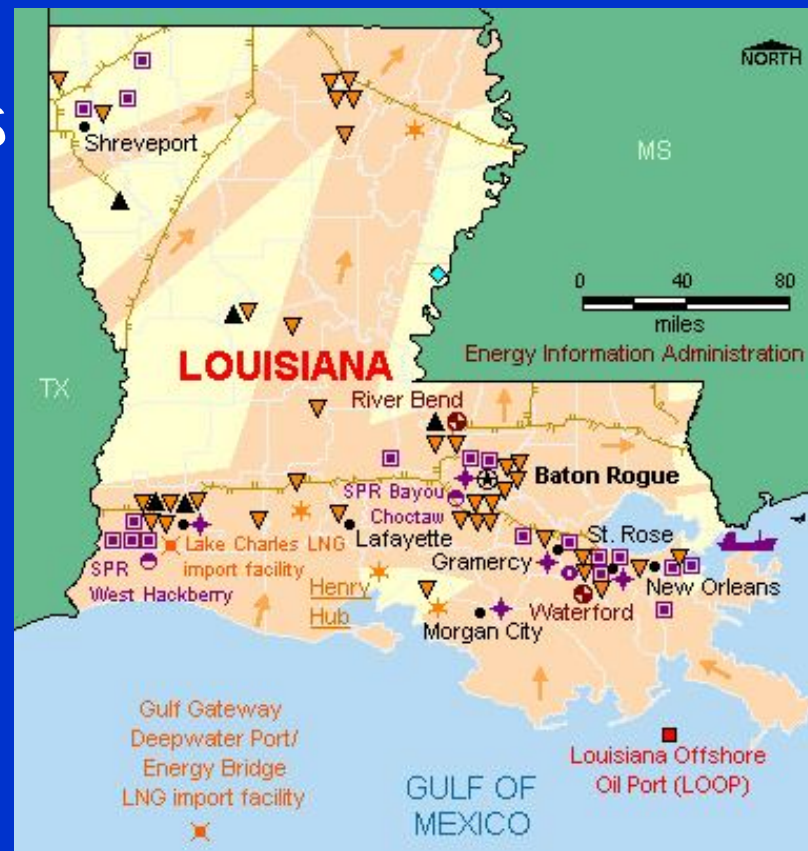 s
NORTH
Shreveport
MS
0 40 80
miles
Energy Information Administration
LOUISIANA
TX
River Bend
Baton Rogue
SPR Bayou
Choctaw
Lafayette
St. Rose
Gramercy
Lake Charles LNG
import facility
SPR
West Hackberry
Henry
Hub
New Orleans
Waterford
Morgan City
Gulf Gateway
Deepwater Port/
Energy Bridge
LNG import facility
Louisiana Offshore
Oil Port (LOOP)
GULF OF
MEXICO